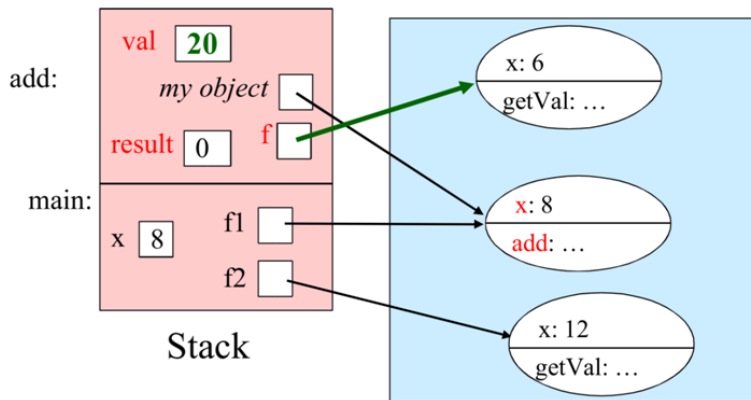 val 20
add:
my object
result 0 f
main:
x 8 f1
f2
Stack
x: 6
getVal: …
x: 8
add: …
x: 12
getVal: …